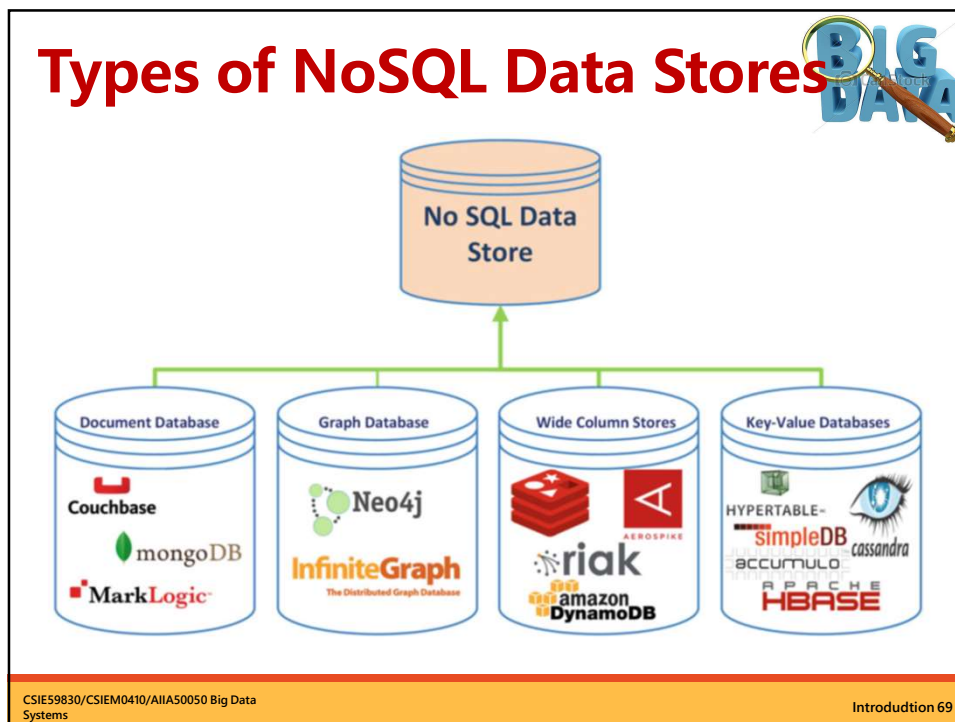 Types of NoSQL Data Stores
BIG
DATA
No SQL Data
Store
Document Database
Couchbase
mongoDB
MarkLogic™
Graph Database
Neo4j
InfiniteGraph
The Distributed Graph Database
Wide Column Stores
AEROSPIKE
riak
amazon
DynamoDB
Key-Value Databases
HYPERTABLE™
simpleDB
cassandra
accumulo
APACHE
HBASE
CSIE59830/CSIEM0410/AIIA50050 Big Data
Systems
Introdudtion 69